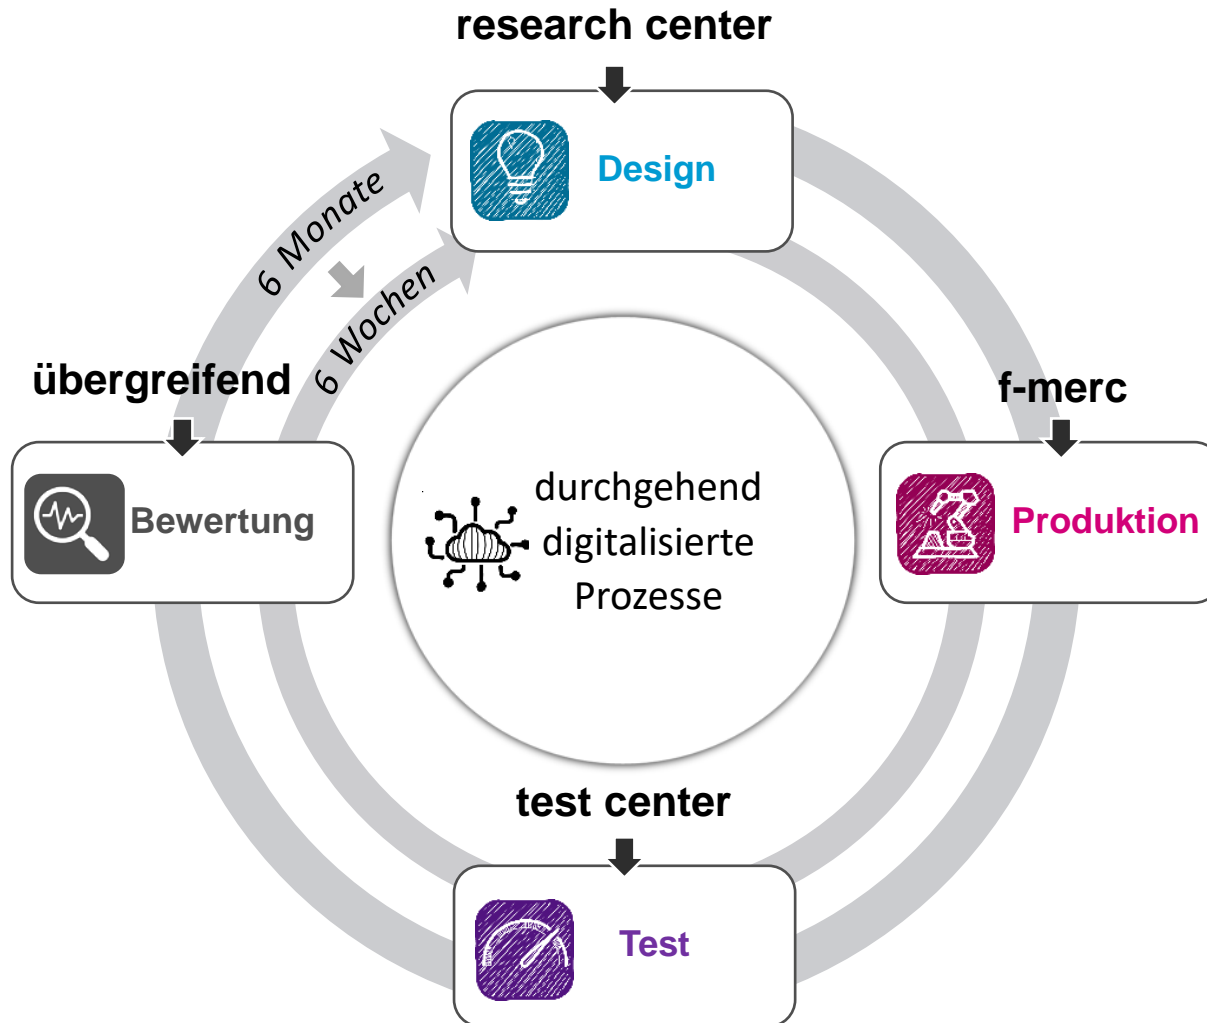 research center
Design
6 Monate
6 Wochen
übergreifend
f-merc
Bewertung
durchgehend
digitalisierte
Prozesse
Produktion
test center
Test